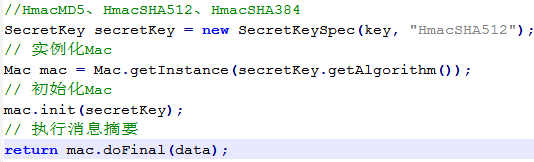 //HmacMD5、HmacSHA512、HmacSHA384
SecretKey secretKey = new SecretKeySpec(key, "HmacSHA512");
// 实例化Mac
Mac mac = Mac.getInstance(secretKey.getAlgorithm());
// 初始化Mac
mac.init(secretKey);
// 执行消息摘要
return mac.doFinal(data);